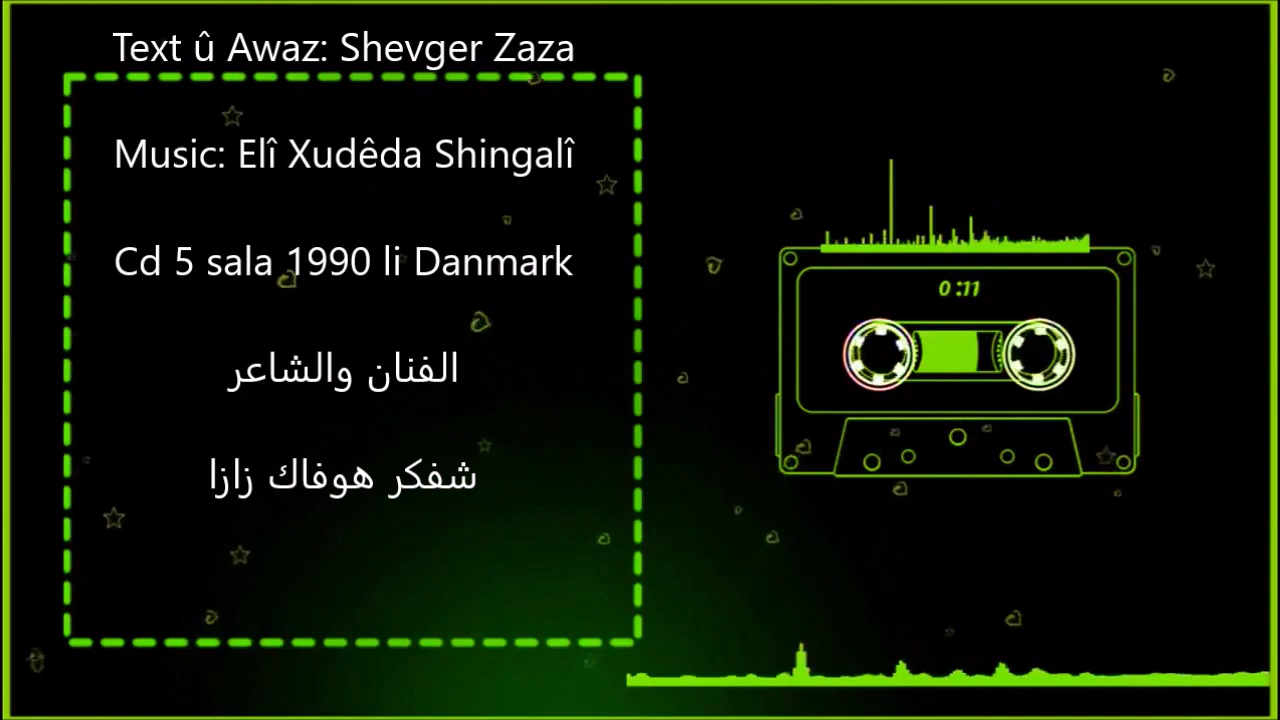 Text û Awaz: Shevger Zaza
Music: Elî Xudêda Shingalî
Cd 5 sala 1990 li Danmark
الفنان والشاعر
شفكر هوفاك زازا
0:11